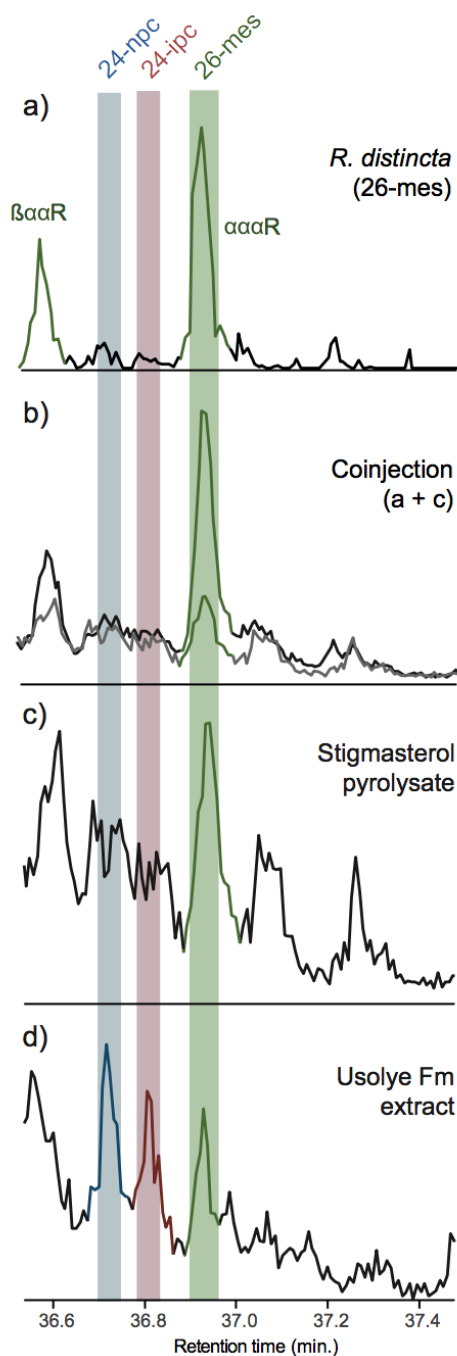 24-npc
24-ipc
26-mes
a)
R. distincta
(26-mes)
ßααR
αααR
b)
Coinjection
(a + c)
c)
Stigmasterol
pyrolysate
d)
Usolye Fm
extract
36.6 36.8 37.0 37.2 37.4
Retention time (min.)